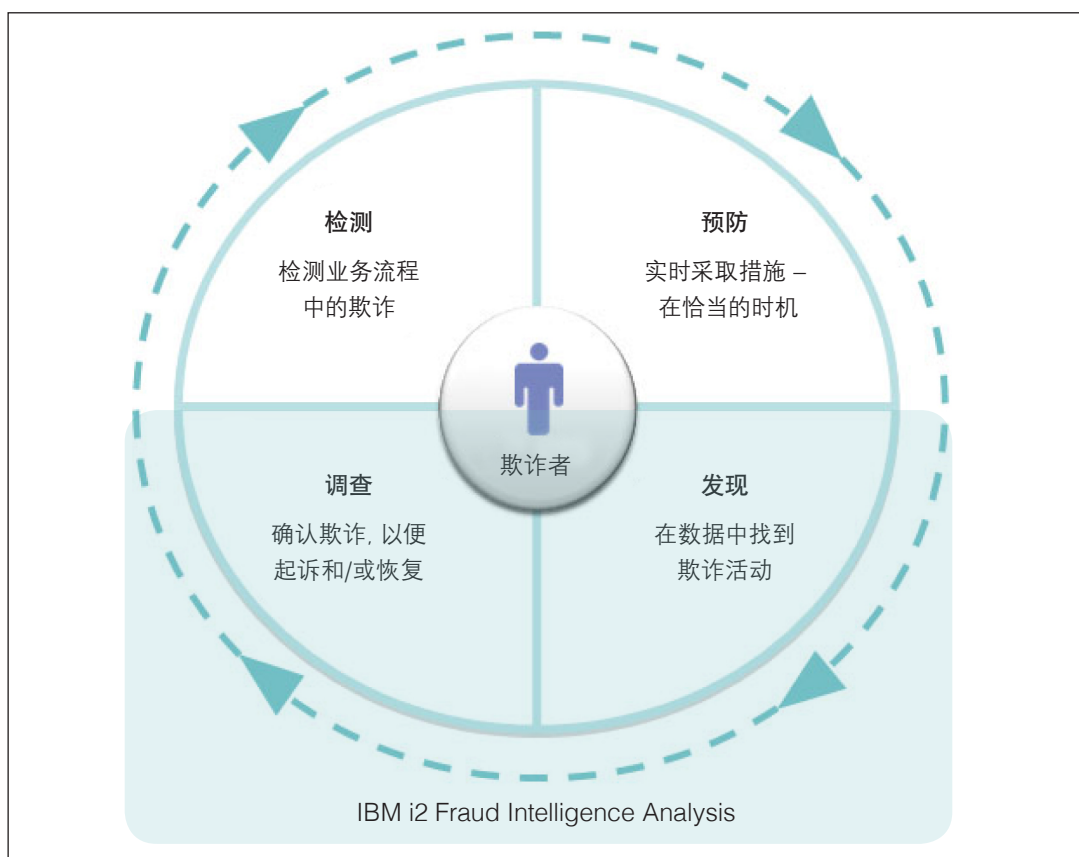 检测
检测业务流程
中的欺诈
预防
实时采取措施 –
在恰当的时机
欺诈者
调查
确认欺诈, 以便
起诉和/或恢复
发现
在数据中找到
欺诈活动
IBM i2 Fraud Intelligence Analysis